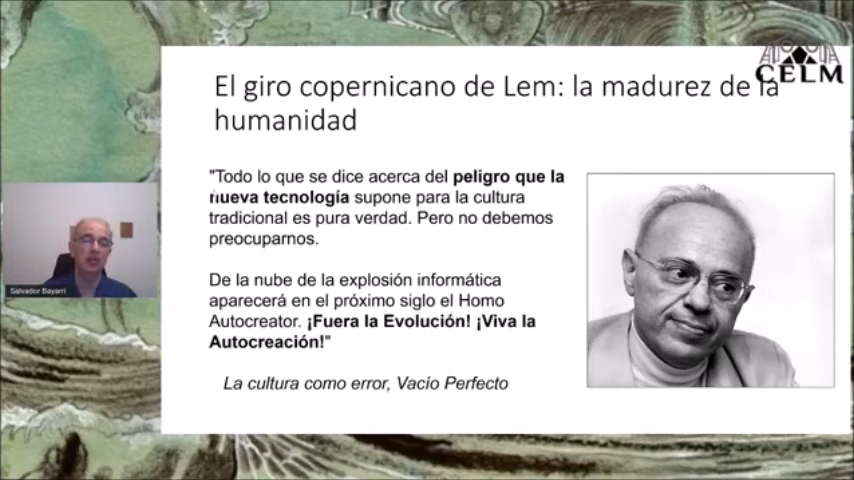 El giro copernicano de Lem: la madurez de la
humanidad
CELM
"Todo lo que se dice acerca del peligro que la
nueva tecnología supone para la cultura
tradicional es pura verdad. Pero no debemos
preocuparnos.
De la nube de la explosión informática
aparecerá en el próximo siglo el Homo
Autocreator. ¡Fuera la Evolución! ¡Viva la
Autocreación!"
La cultura como error, Vacío Perfecto
Salvador Bayarri